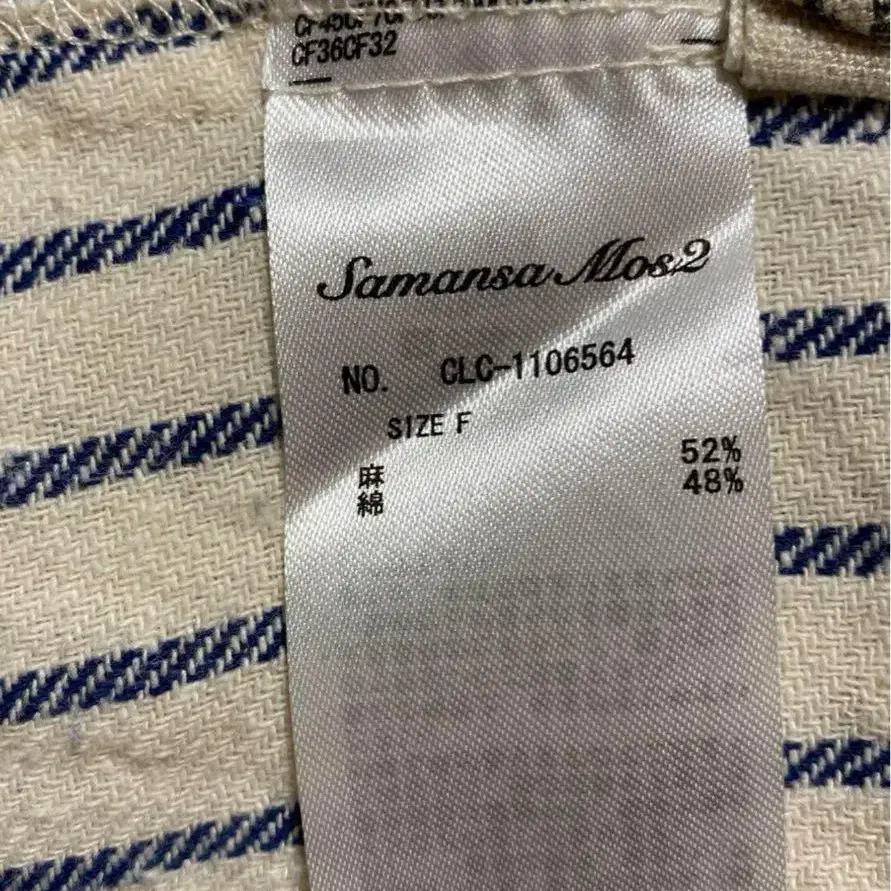 CF36CF32
Samansa Mos2
NO. CLC-1106564
SIZE F
麻 52%
綿 48%